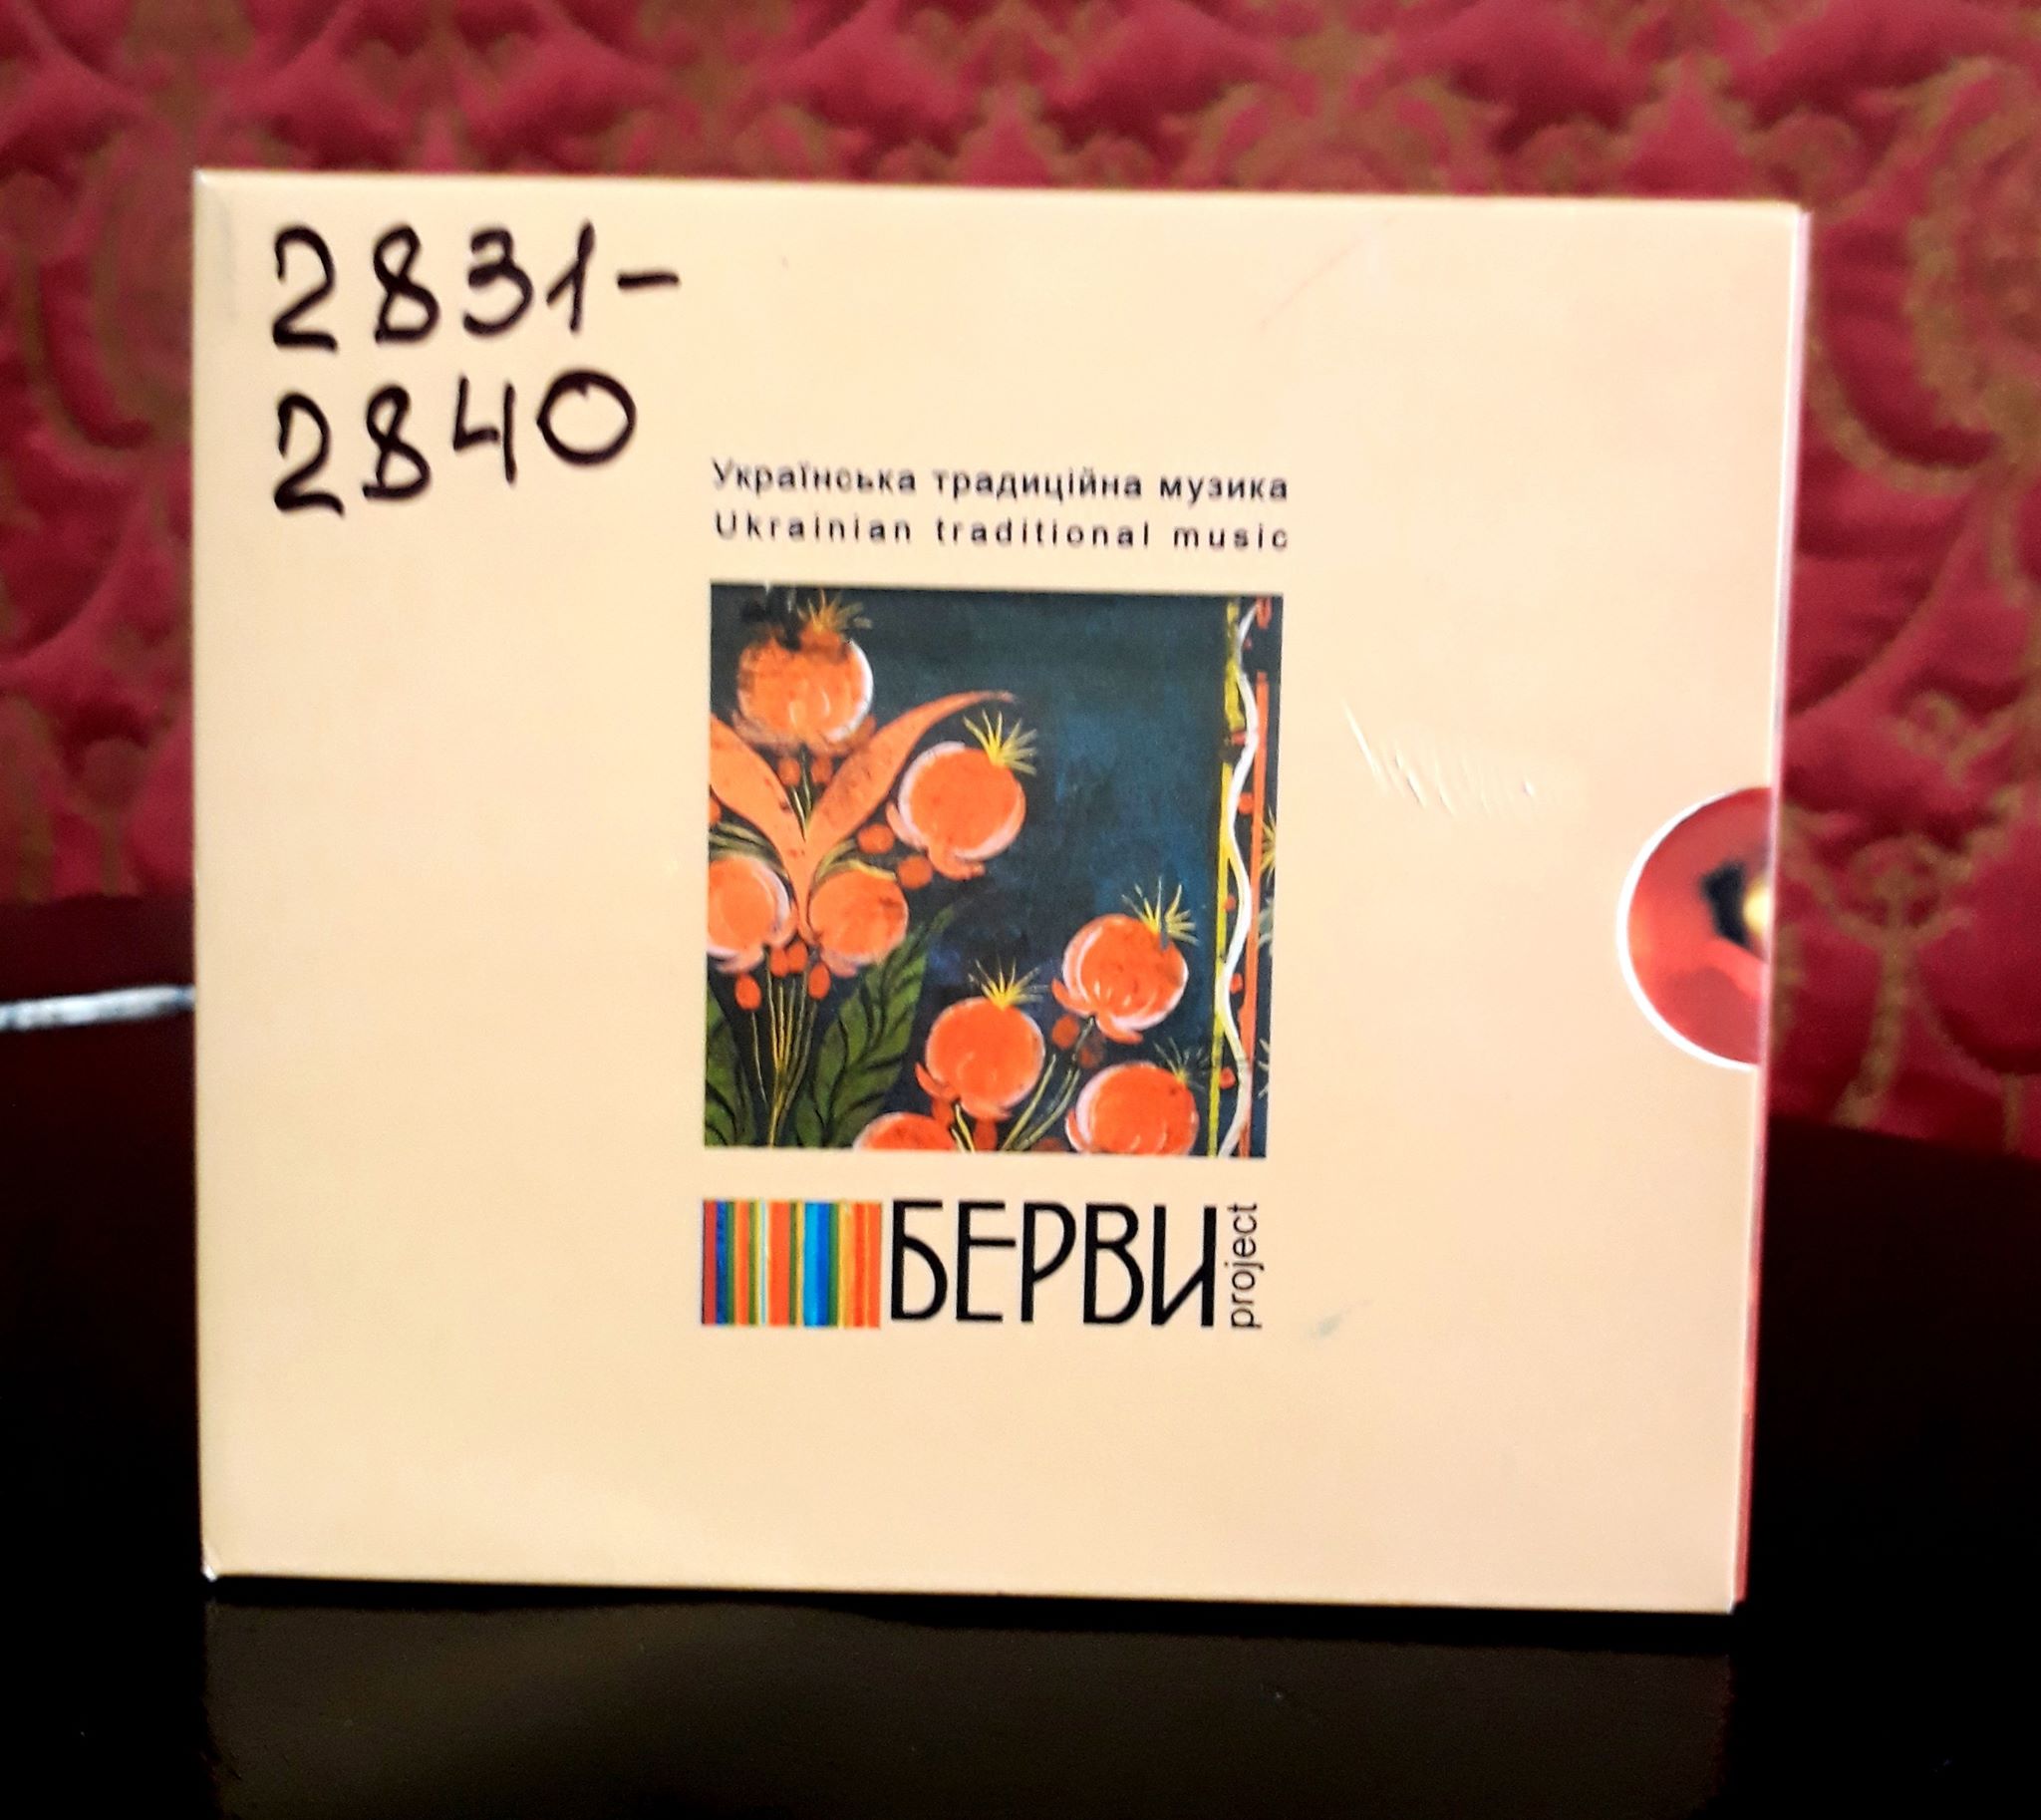 2831-
2840
Українська традиційна музика
Ukrainian traditional music
БЕРВИ
project